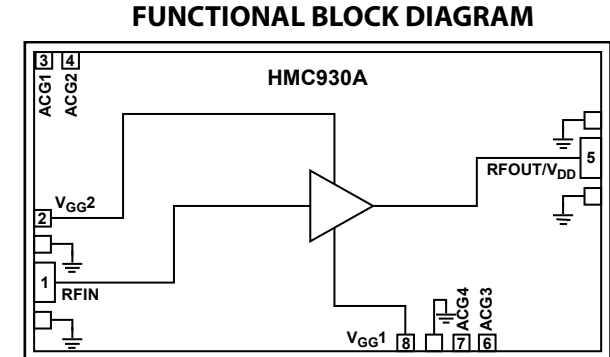 FUNCTIONAL BLOCK DIAGRAM
3 4
ACG1
ACG2
HMC930A
5
RFOUT/VDD
VGG2
2
1
RFIN
ACG4
ACG3
VGG1
8
7
6